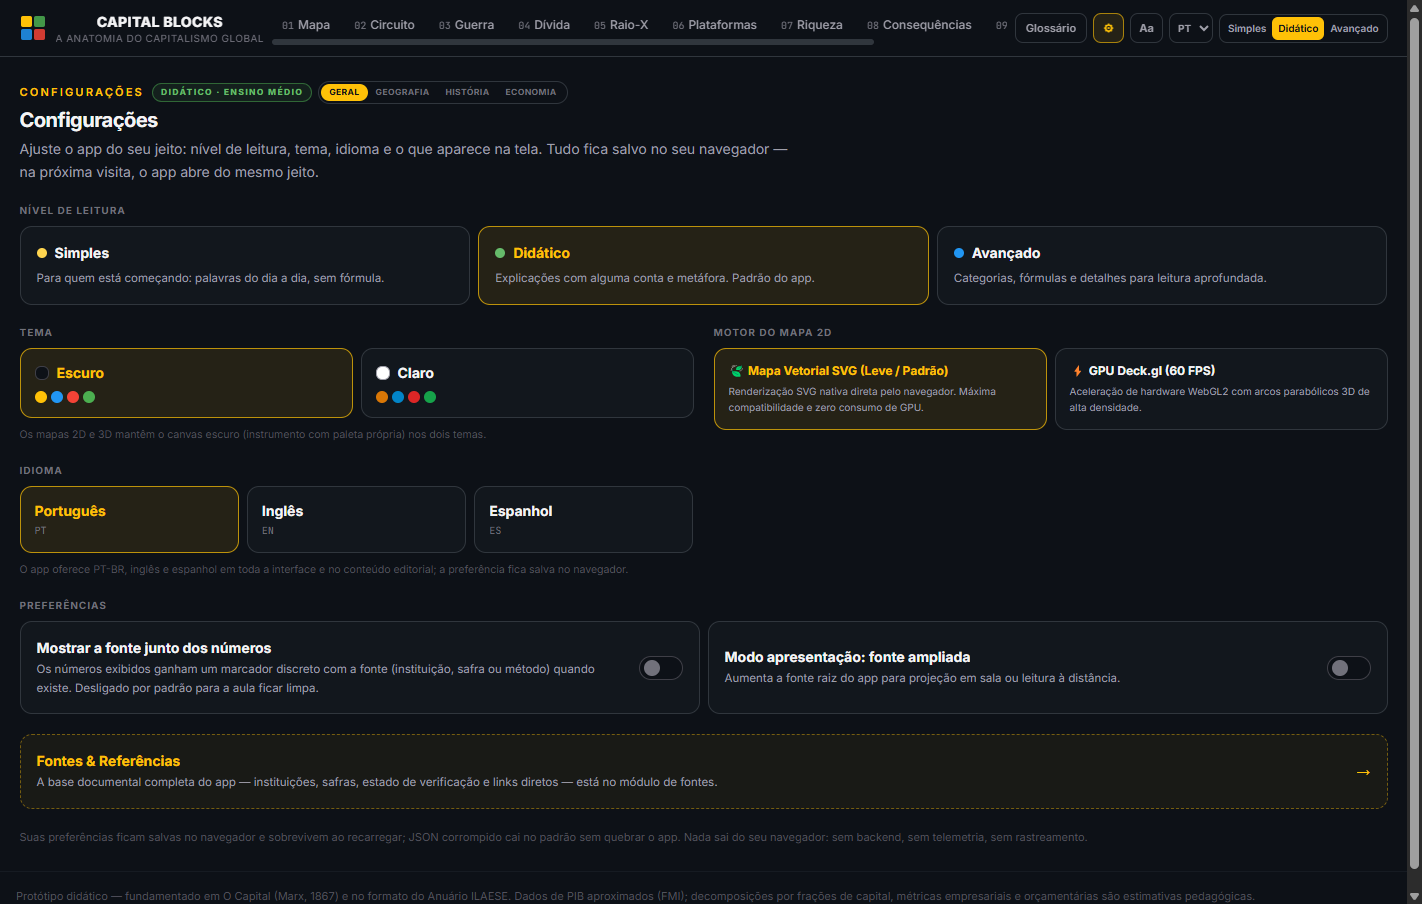 CAPITAL BLOCKS
A ANATOMIA DO CAPITALISMO GLOBAL
01 Mapa 02 Circuito 03 Guerra 04 Dívida 05 Raio-X 06 Plataformas 07 Riqueza 08 Consequências 09
Glossário
Aa
PT
Simples Didático Avançado
CONFIGURAÇÕES DIDÁTICO · ENSINO MÉDIO GERAL GEOGRAFIA HISTÓRIA ECONOMIA
Configurações
Ajuste o app do seu jeito: nível de leitura, tema, idioma e o que aparece na tela. Tudo fica salvo no seu navegador —
na próxima visita, o app abre do mesmo jeito.
NÍVEL DE LEITURA
Simples
Para quem está começando: palavras do dia a dia, sem fórmula.
Didático
Explicações com alguma conta e metáfora. Padrão do app.
Avançado
Categorias, fórmulas e detalhes para leitura aprofundada.
TEMA
Escuro
Claro
Os mapas 2D e 3D mantêm o canvas escuro (instrumento com paleta própria) nos dois temas.
MOTOR DO MAPA 2D
Mapa Vetorial SVG (Leve / Padrão)
Renderização SVG nativa direta pelo navegador. Máxima
compatibilidade e zero consumo de GPU.
GPU Deck.gl (60 FPS)
Aceleração de hardware WebGL2 com arcos parabólicos 3D de
alta densidade.
IDIOMA
Português
PT
Inglês
EN
Espanhol
ES
O app oferece PT-BR, inglês e espanhol em toda a interface e no conteúdo editorial; a preferência fica salva no navegador.
PREFERÊNCIAS
Mostrar a fonte junto dos números
Os números exibidos ganham um marcador discreto com a fonte (instituição, safra ou método) quando
existe. Desligado por padrão para a aula ficar limpa.
Modo apresentação: fonte ampliada
Aumenta a fonte raiz do app para projeção em sala ou leitura à distância.
Fontes & Referências
A base documental completa do app — instituições, safras, estado de verificação e links diretos — está no módulo de fontes.
→
Suas preferências ficam salvas no navegador e sobrevivem ao recarregar; JSON corrompido cai no padrão sem quebrar o app. Nada sai do seu navegador: sem backend, sem telemetria, sem rastreamento.
Protótipo didático — fundamentado em O Capital (Marx, 1867) e no formato do Anuário ILAESE. Dados de PIB aproximados (FMI); decomposições por frações de capital, métricas empresariais e orçamentárias são estimativas pedagógicas.